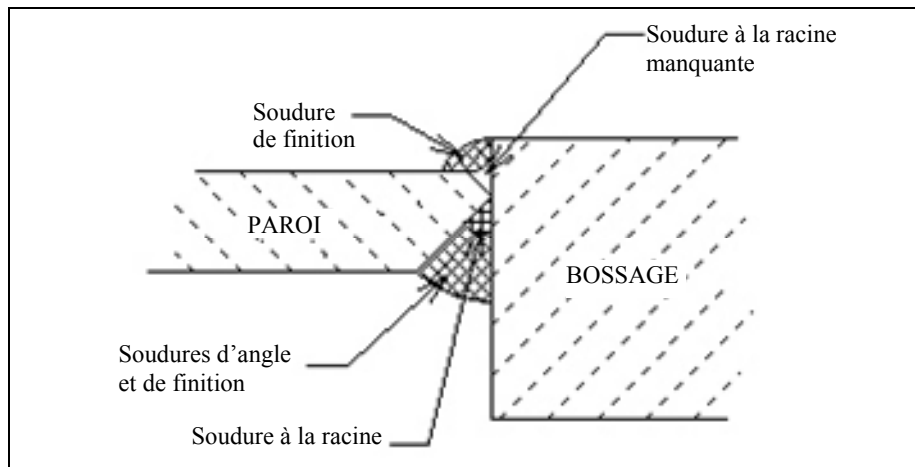 Soudure à la racine
manquante
Soudure
de finition
PAROI
BOSSAGE
Soudures d’angle
et de finition
Soudure à la racine